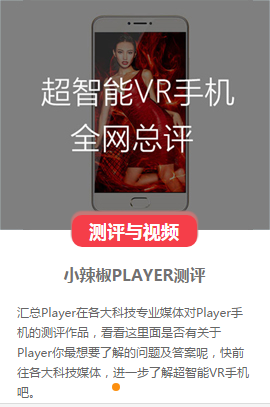 超智能VR手机
全网总评
测评与视频
小辣椒PLAYER测评
汇总Player在各大科技专业媒体对Player手
机的测评作品，看看这里面是否有关于
Player你最想要了解的问题及答案呢，快前
往各大科技媒体，进一步了解超智能VR手机
吧。